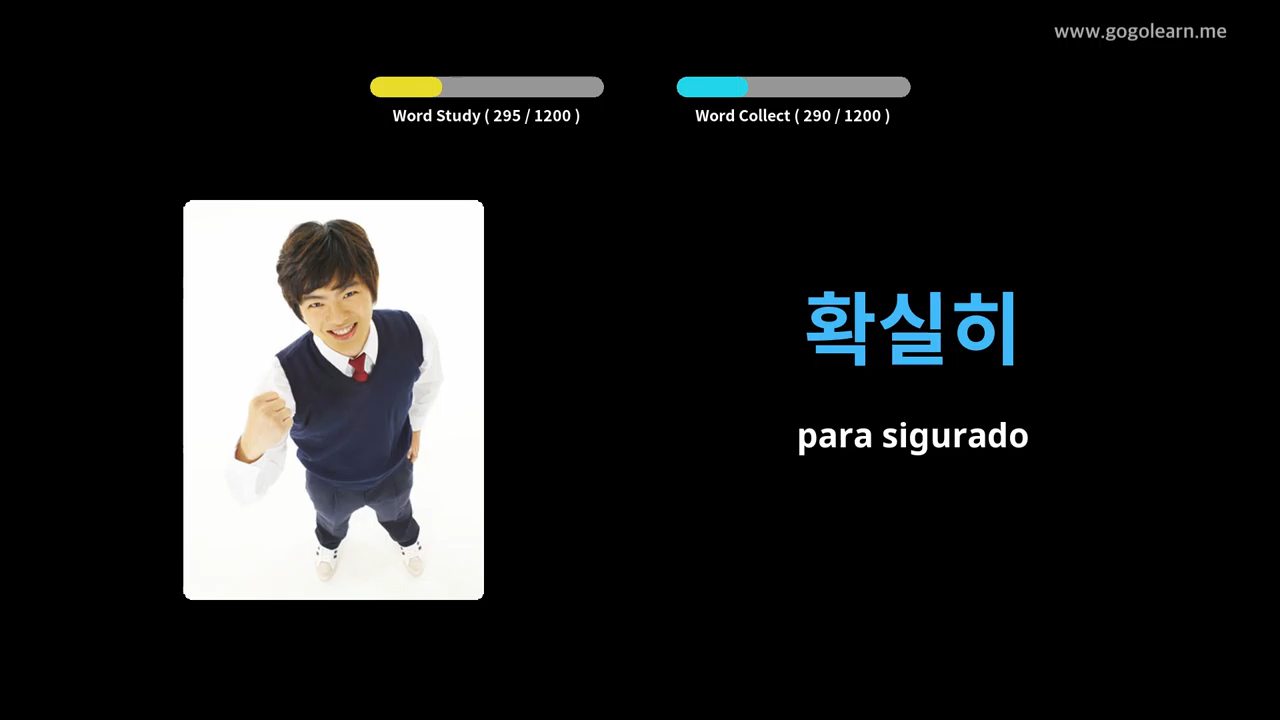 www.gogolearn.me
Word Study ( 295 / 1200 )
Word Collect ( 290 / 1200 )
확실히
para sigurado